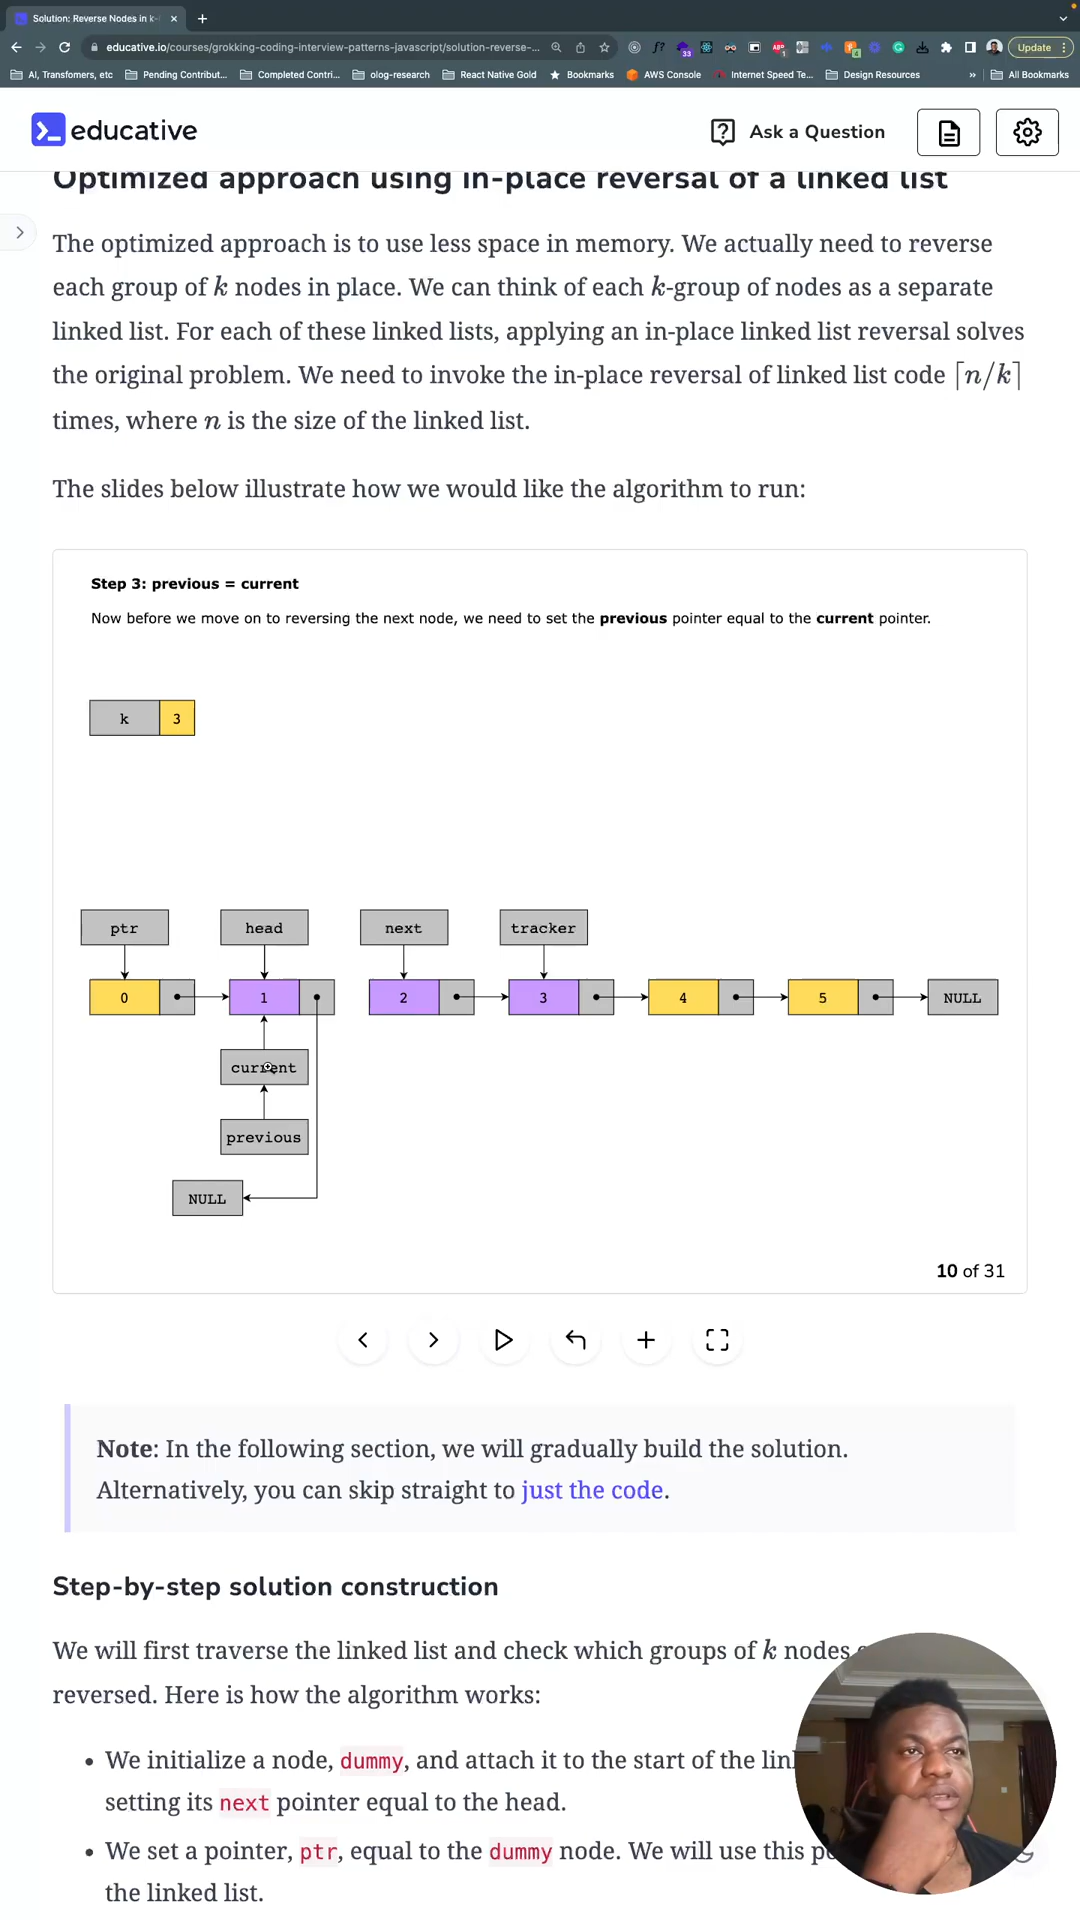 Solution: Reverse Nodes in k-
educative.io/courses/grokking-coding-interview-patterns-javascript/solution-reverse-...
Update
AI, Transfomers, etc
Pending Contribut...
Completed Contri...
olog-research
React Native Gold
Bookmarks
AWS Console
Internet Speed Te...
Design Resources
»
All Bookmarks
educative
Ask a Question
Optimized approach using in-place reversal of a linked list
The optimized approach is to use less space in memory. We actually need to reverse
each group of k nodes in place. We can think of each k-group of nodes as a separate
linked list. For each of these linked lists, applying an in-place linked list reversal solves
the original problem. We need to invoke the in-place reversal of linked list code ⌈n/k⌉
times, where n is the size of the linked list.
The slides below illustrate how we would like the algorithm to run:
Step 3: previous = current
Now before we move on to reversing the next node, we need to set the previous pointer equal to the current pointer.
k 3
ptr head next tracker
0 1 2 3 4 5 NULL
current
previous
NULL
10 of 31
Note: In the following section, we will gradually build the solution.
Alternatively, you can skip straight to just the code.
Step-by-step solution construction
We will first traverse the linked list and check which groups of k nodes
reversed. Here is how the algorithm works:
• We initialize a node, dummy, and attach it to the start of the
setting its next pointer equal to the head.
• We set a pointer, ptr, equal to the dummy node. We will use this
the linked list.